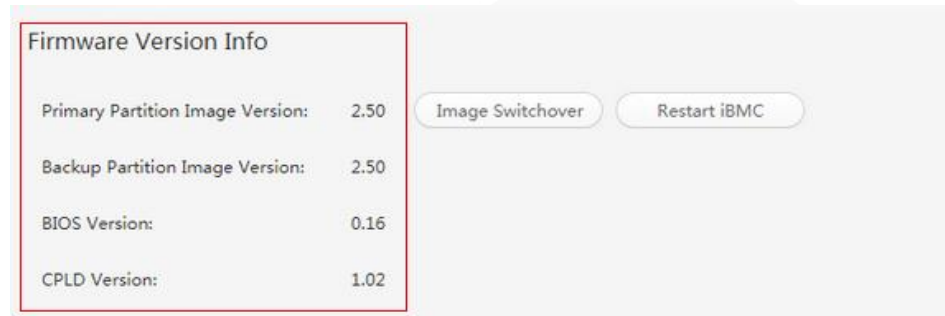 Firmware Version Info
Primary Partition Image Version: 2.50 Image Switchover Restart iBMC
Backup Partition Image Version: 2.50
BIOS Version: 0.16
CPLD Version: 1.02